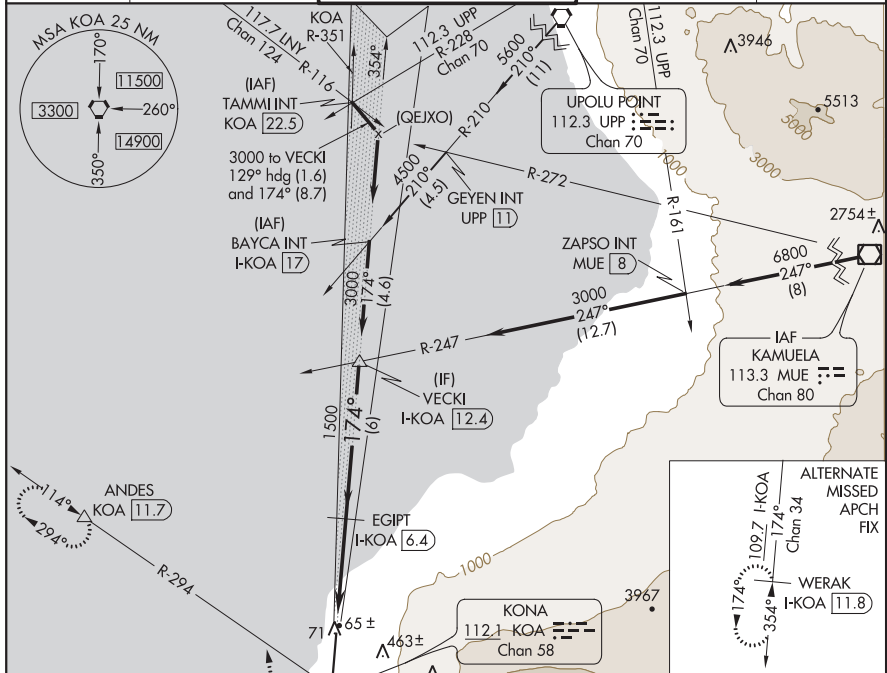 MSA KOA 25 NM
170°
11500
3300
260°
14900
350°
117.7 LNY
Chan 124
R-116
KOA
R-351
354°
112.3 UPP
R-228
Chan 70
(IAF)
TAMMI INT
KOA 22.5
(QEJXO)
3000 to VECKI
129° hdg (1.6)
and 174° (8.7)
5600
210°
(11)
R-210
4500
210°
(4.5)
GEYEN INT
UPP 11
R-272
UPOLU POINT
112.3 UPP
Chan 70
112.3 UPP
Chan 70
R-161
3946
5513
5000
3000
1000
2754±
(IAF)
BAYCA INT
I-KOA 17
3000
174°
(4.6)
ZAPSO INT
MUE 8
6800
247°
(8)
3000
247°
(12.7)
R-247
IAF
KAMUELA
113.3 MUE
Chan 80
(IF)
VECKI
I-KOA 12.4
1500
174°
(6)
ANDES
KOA 11.7
114°
294°
R-294
EGIPT
I-KOA 6.4
1000
71
65±
463±
KONA
112.1 KOA
Chan 58
3967
ALTERNATE
MISSED
APCH
FIX
109.7 I-KOA
174°
Chan 34
WERAK
I-KOA 11.8
174°
354°